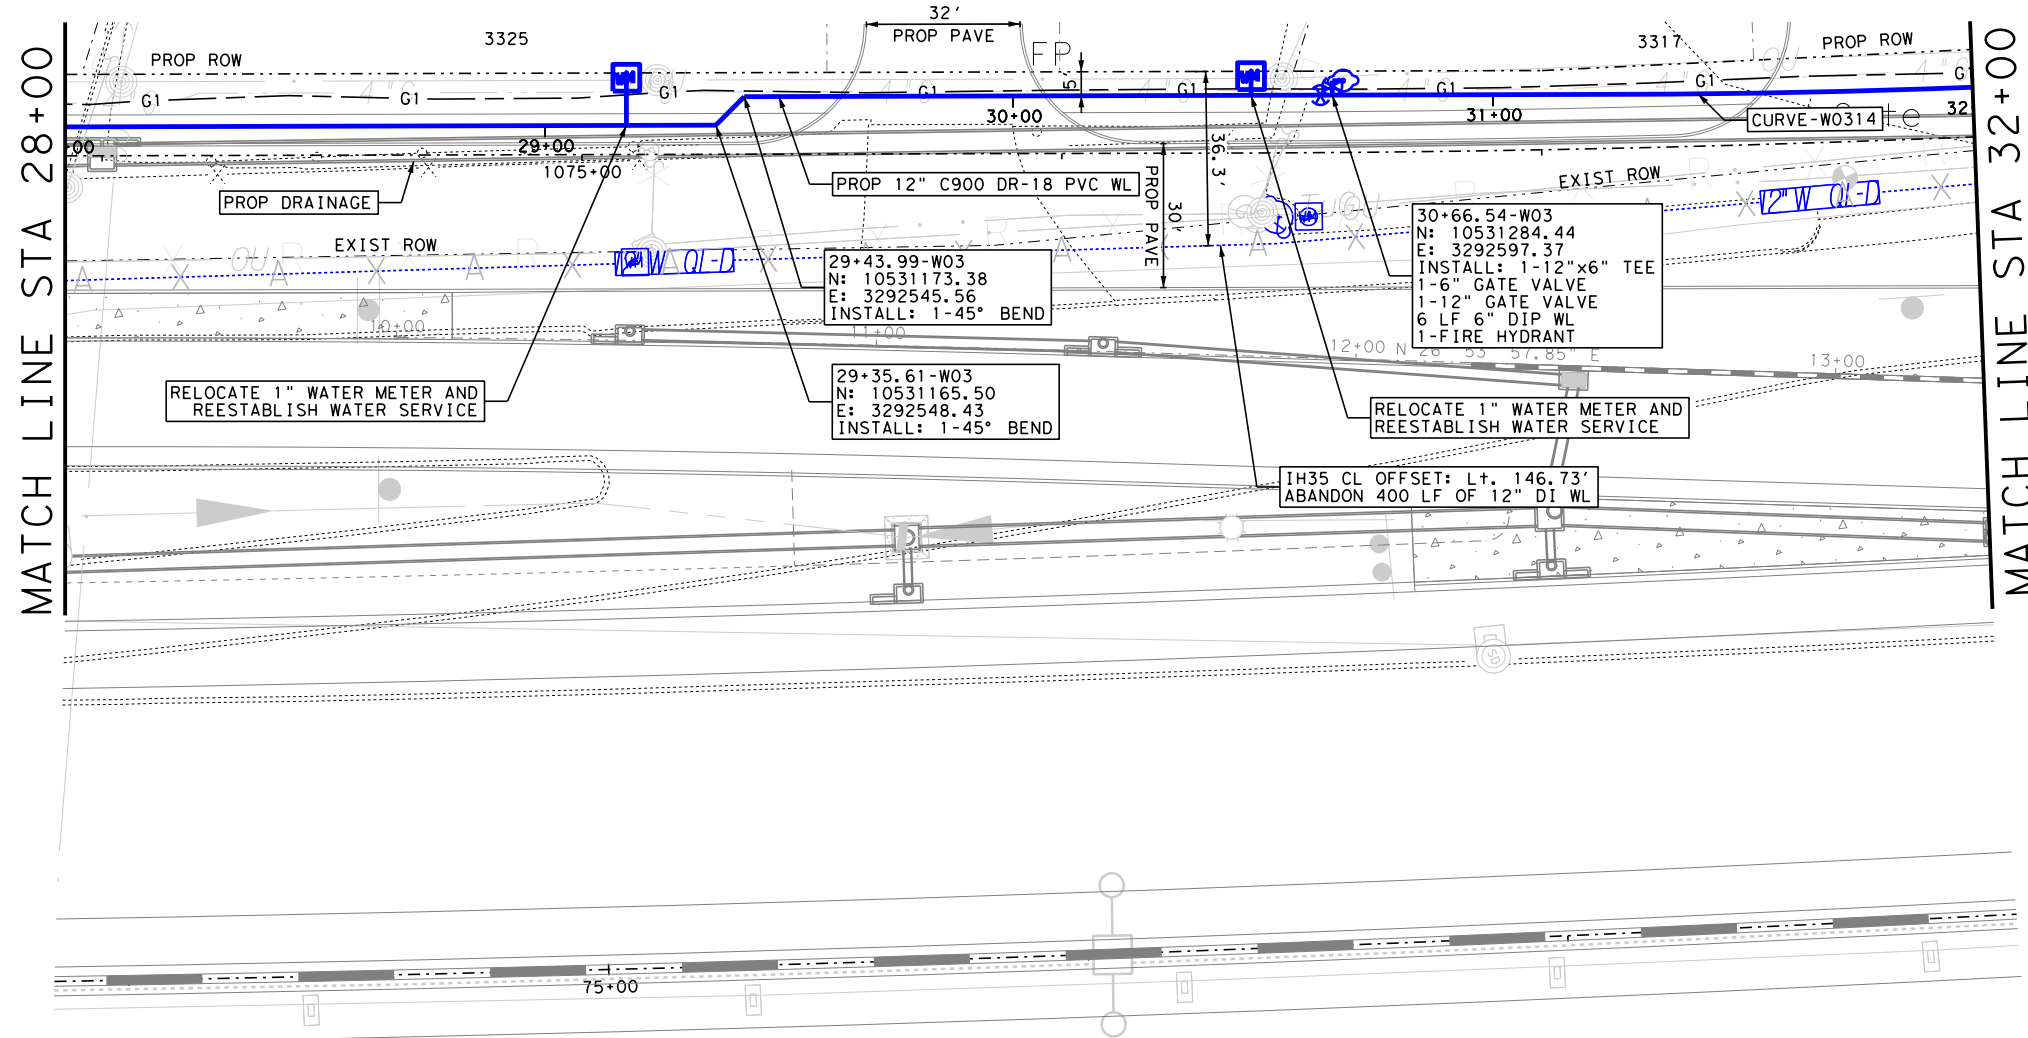 MATCH LINE STA 28+00
32'
PROP PAVE
3325
FP
5'
3317
PROP ROW
PROP ROW
G1
G1
G1
G1
G1
G1
G1
G1
00
29+00
30+00
31+00
32
CURVE-W0314
1075+00
PROP DRAINAGE
PROP 12" C900 DR-18 PVC WL
36.3'
30'
PROP PAVE
EXIST ROW
EXIST ROW
12"W QL-D
W QL-D
29+43.99-W03
N: 10531173.38
E: 3292545.56
INSTALL: 1-45° BEND
30+66.54-W03
N: 10531284.44
E: 3292597.37
INSTALL: 1-12"x6" TEE
1-6" GATE VALVE
1-12" GATE VALVE
6 LF 6" DIP WL
1-FIRE HYDRANT
10+00
11+00
12+00
N 26° 53' 57.85" E
13+00
RELOCATE 1" WATER METER AND
REESTABLISH WATER SERVICE
29+35.61-W03
N: 10531165.50
E: 3292548.43
INSTALL: 1-45° BEND
RELOCATE 1" WATER METER AND
REESTABLISH WATER SERVICE
IH35 CL OFFSET: Lt. 146.73'
ABANDON 400 LF OF 12" DI WL
SD
75+00
MATCH LINE STA 32+00